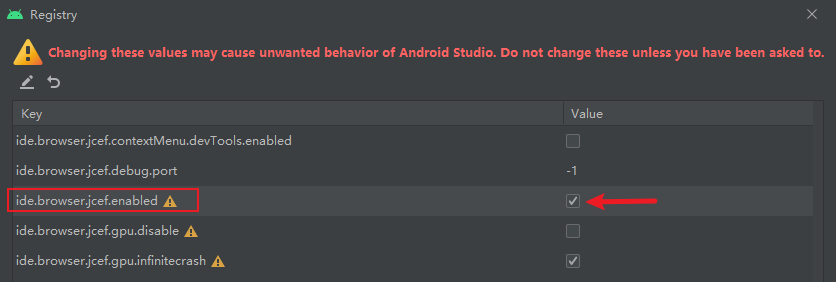 Registry
Changing these values may cause unwanted behavior of Android Studio. Do not change these unless you have been asked to.
Key Value
ide.browser.jcef.contextMenu.devTools.enabled
ide.browser.jcef.debug.port -1
ide.browser.jcef.enabled
ide.browser.jcef.gpu.disable
ide.browser.jcef.gpu.infinitecrash